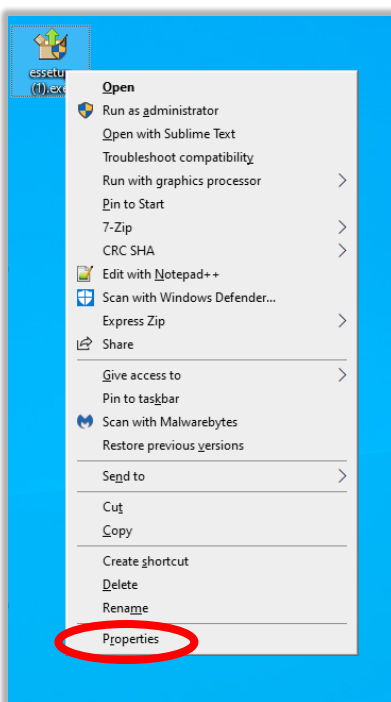 essetu
(1).exe
Open
Run as administrator
Open with Sublime Text
Troubleshoot compatibility
Run with graphics processor
Pin to Start
7-Zip
CRC SHA
Edit with Notepad++
Scan with Windows Defender...
Express Zip
Share
Give access to
Pin to taskbar
Scan with Malwarebytes
Restore previous versions
Send to
Cut
Copy
Create shortcut
Delete
Rename
Properties